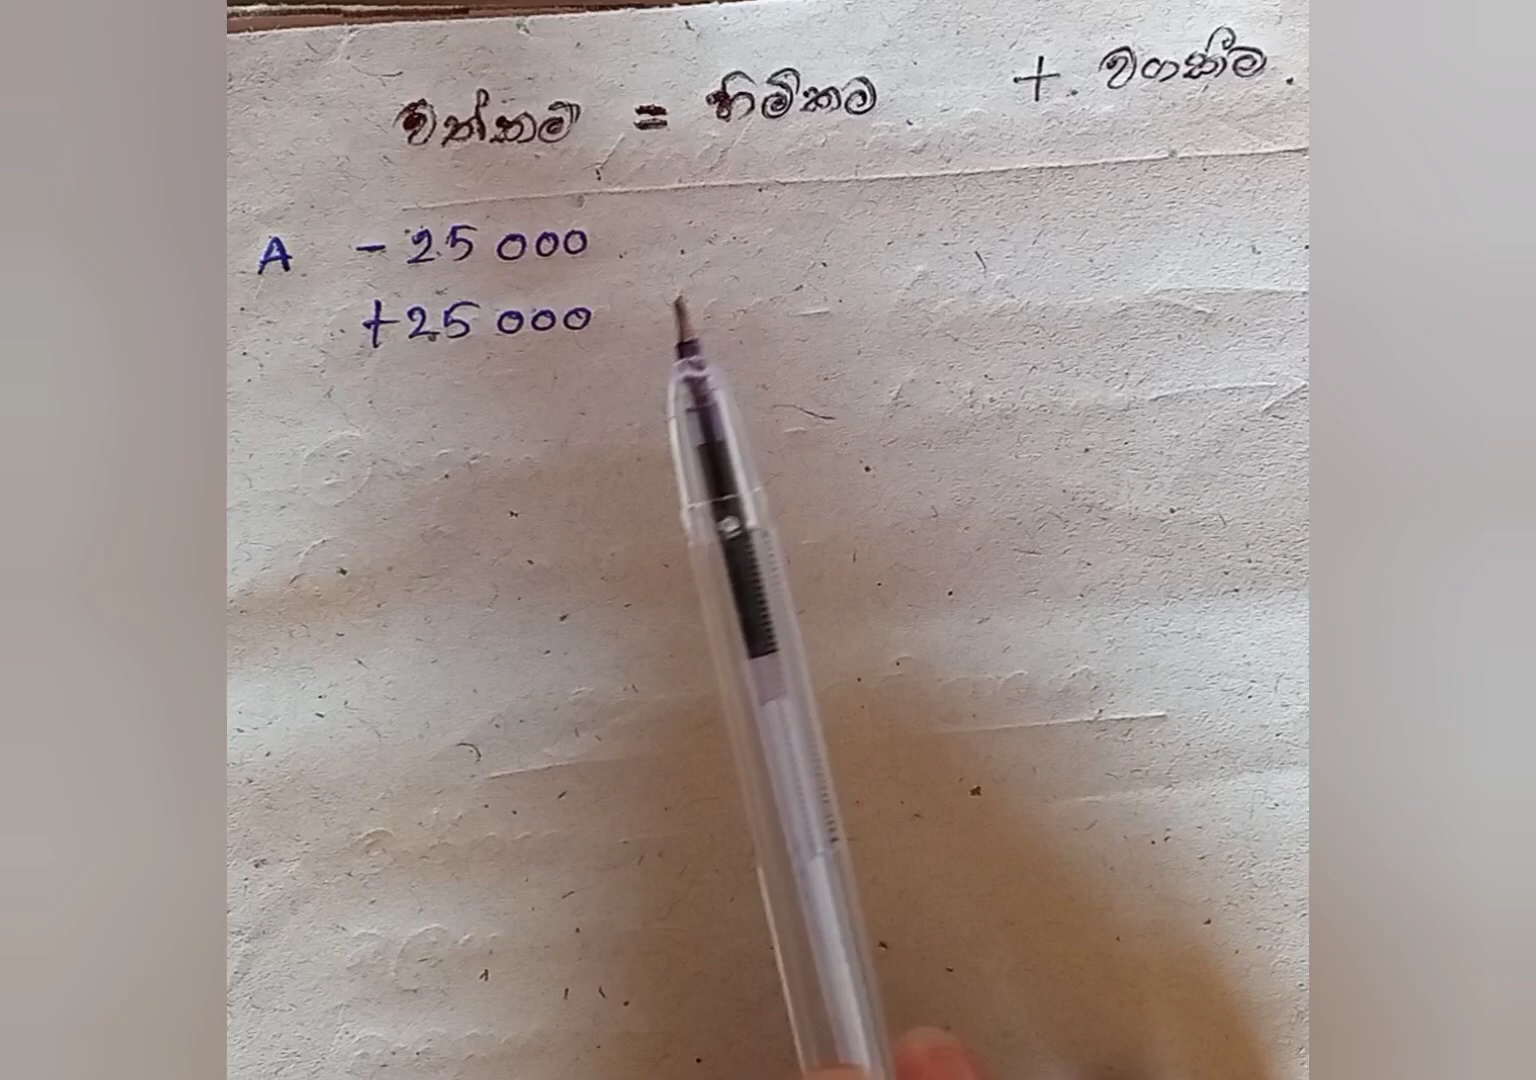 වත්කම් = හිමිකම + වගකීම.
A - 25 000
+ 25 000